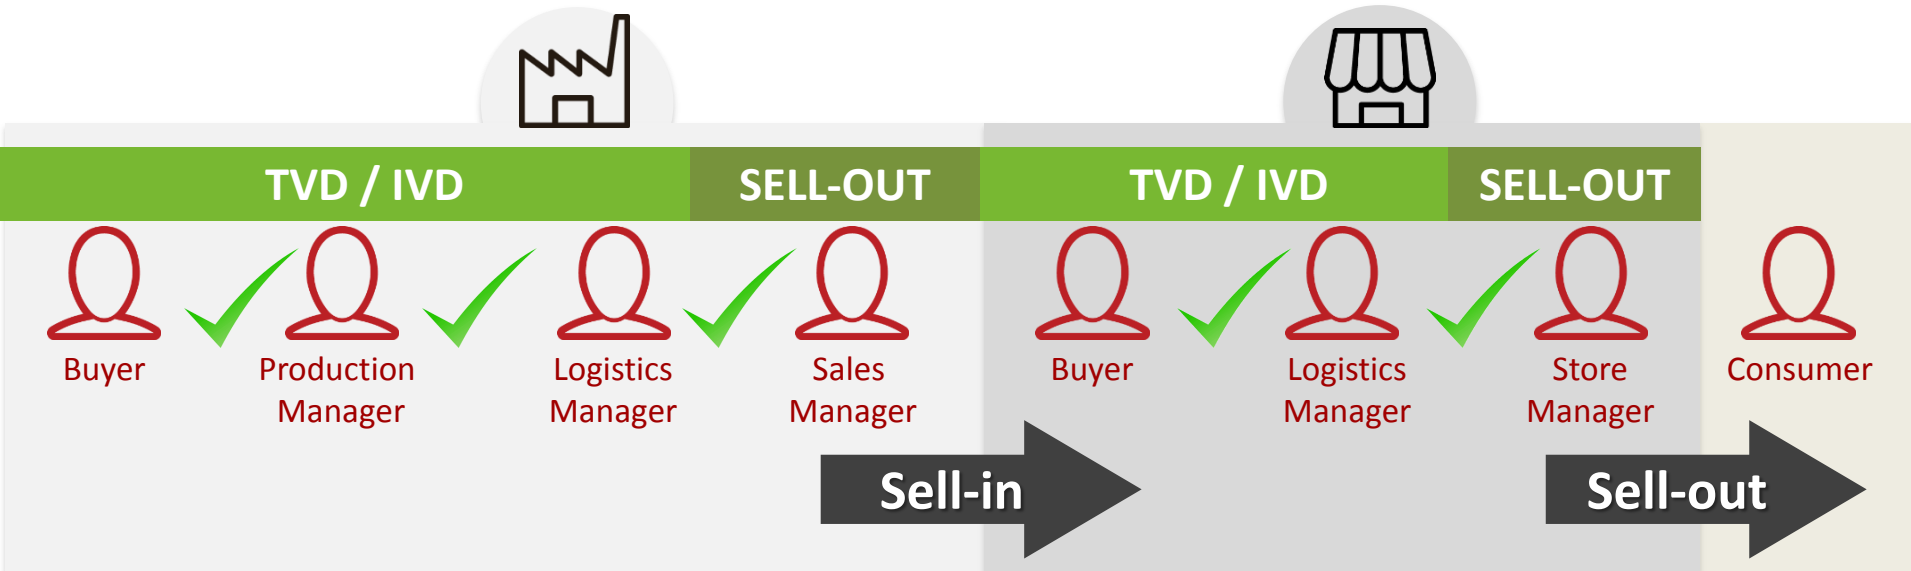 TVD / IVD
SELL-OUT
TVD / IVD
SELL-OUT
Buyer
Production
Manager
Logistics
Manager
Sales
Manager
Buyer
Logistics
Manager
Store
Manager
Consumer
Sell-in
Sell-out